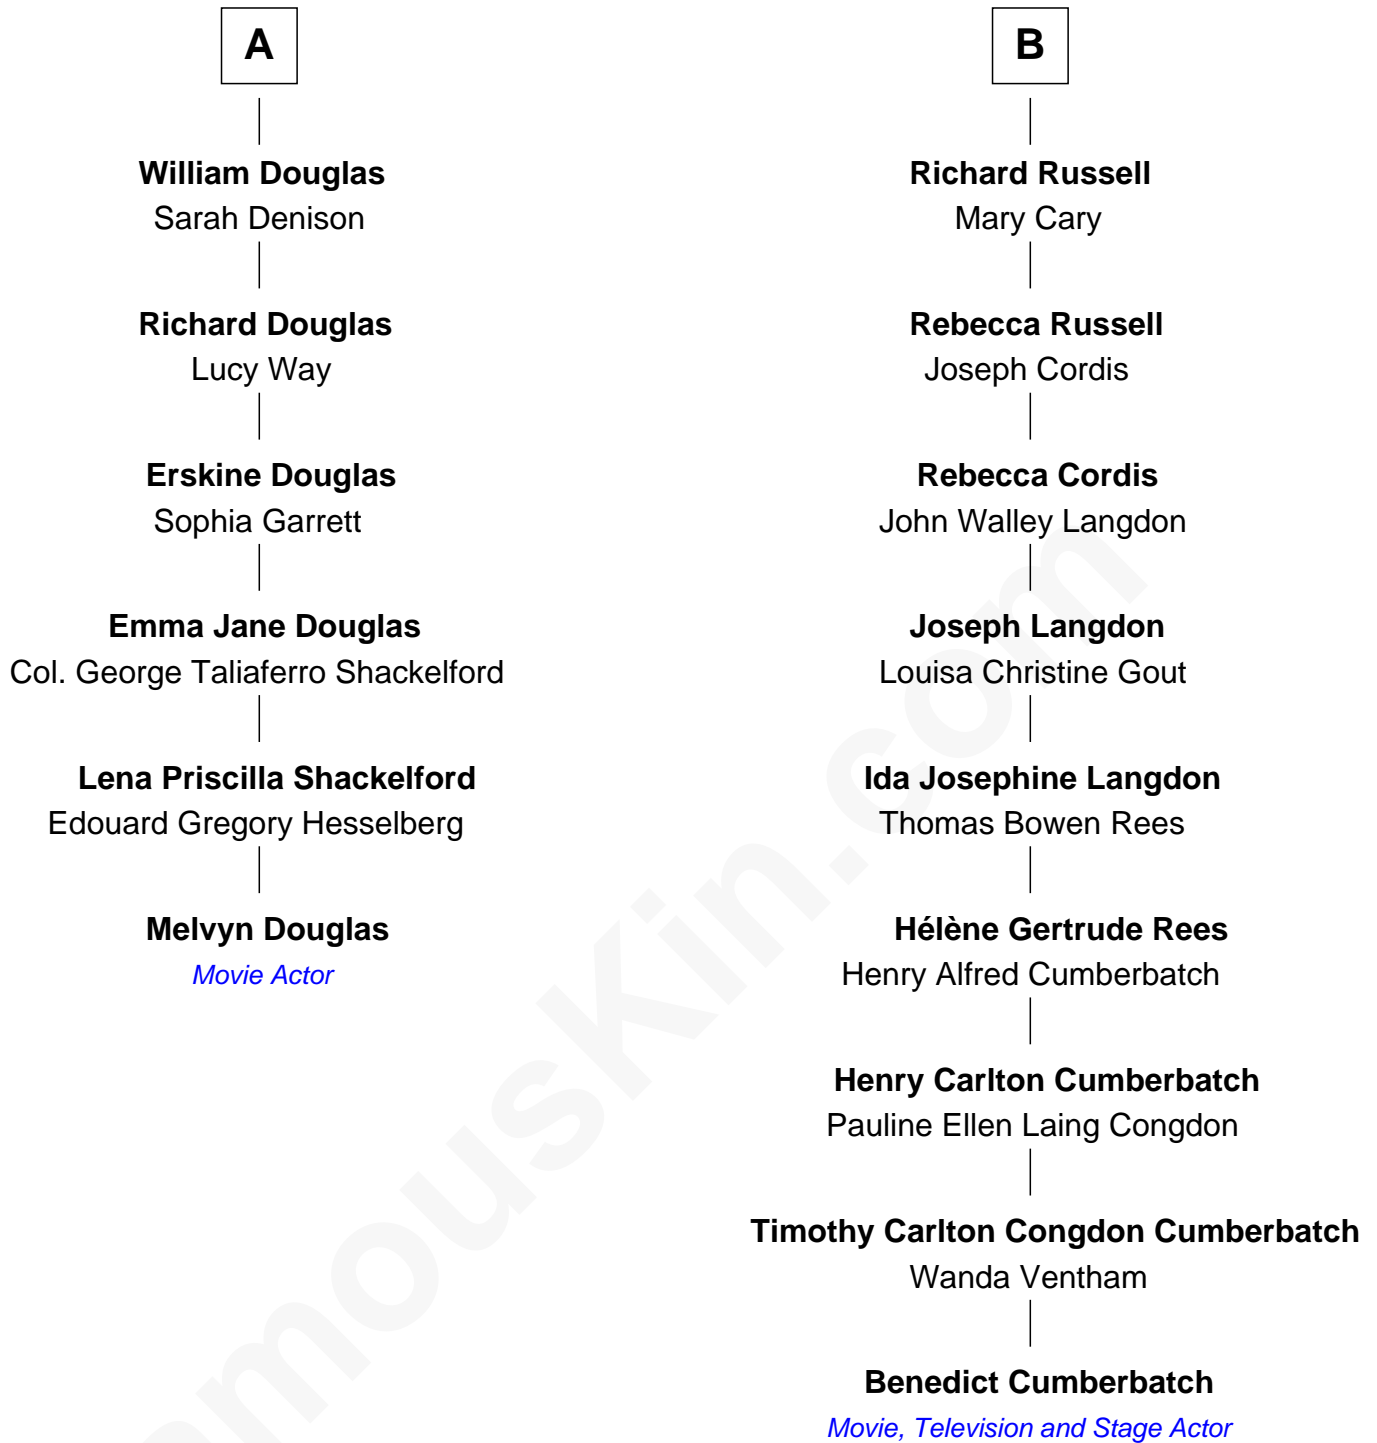 A
William Douglas
Sarah Denison
Richard Douglas
Lucy Way
Erskine Douglas
Sophia Garrett
Emma Jane Douglas
Col. George Taliaferro Shackelford
Lena Priscilla Shackelford
Edouard Gregory Hesselberg
Melvyn Douglas
Movie Actor
B
Richard Russell
Mary Cary
Rebecca Russell
Joseph Cordis
Rebecca Cordis
John Walley Langdon
Joseph Langdon
Louisa Christine Gout
Ida Josephine Langdon
Thomas Bowen Rees
Hélène Gertrude Rees
Henry Alfred Cumberbatch
Henry Carlton Cumberbatch
Pauline Ellen Laing Congdon
Timothy Carlton Congdon Cumberbatch
Wanda Ventham
Benedict Cumberbatch
Movie, Television and Stage Actor
amousKin.com